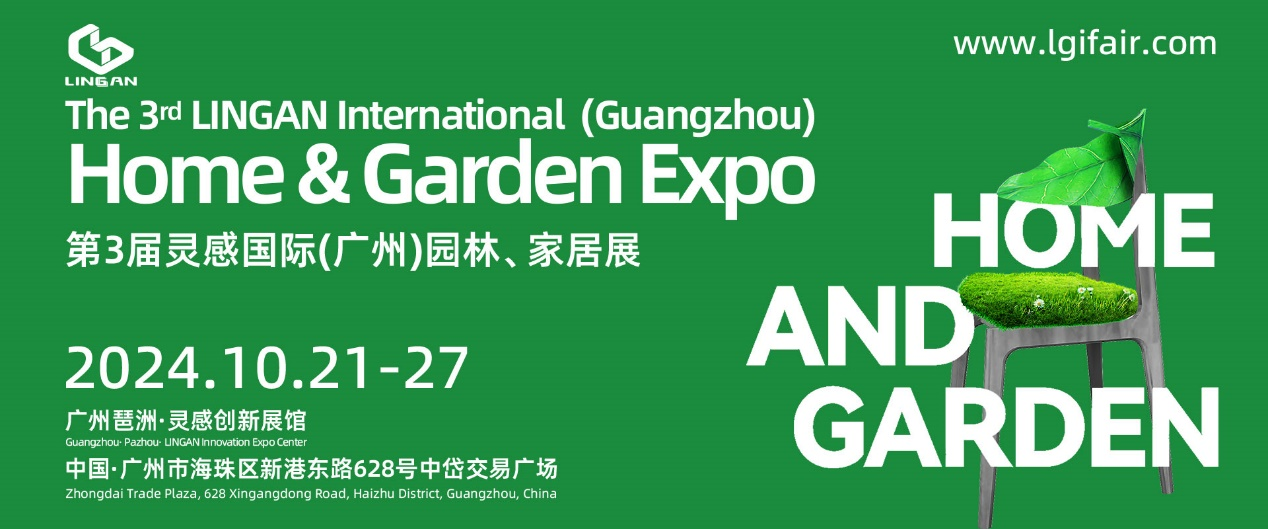 LINGAN
www.lgifair.com
The 3rd LINGAN International (Guangzhou)
Home & Garden Expo
第3届灵感国际(广州)园林、家居展
HOME
AND
GARDEN
2024.10.21-27
广州琶洲·灵感创新展馆
Guangzhou· Pazhou· LINGAN Innovation Expo Center
中国·广州市海珠区新港东路628号中岱交易广场
Zhongdai Trade Plaza, 628 Xingangdong Road, Haizhu District, Guangzhou, China